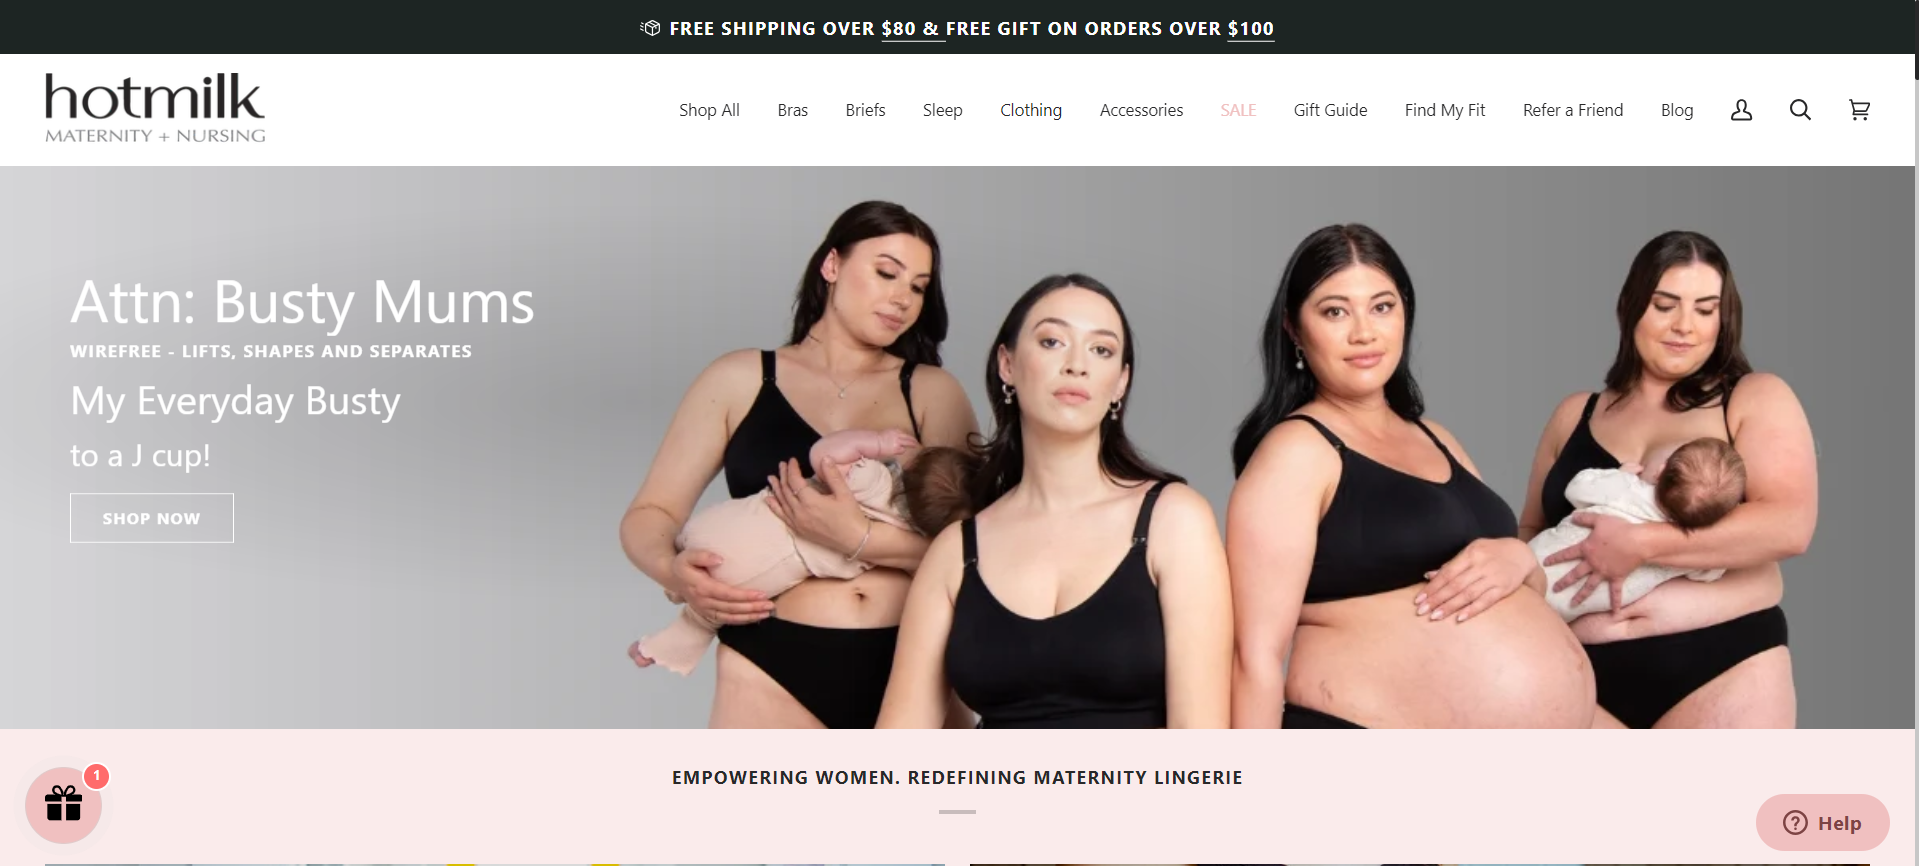 FREE SHIPPING OVER $80 & FREE GIFT ON ORDERS OVER $100
hotmilk
MATERNITY + NURSING
Shop All Bras Briefs Sleep Clothing Accessories SALE Gift Guide Find My Fit Refer a Friend Blog
Attn: Busty Mums
WIREFREE - LIFTS, SHAPES AND SEPARATES
My Everyday Busty
to a J cup!
SHOP NOW
EMPOWERING WOMEN. REDEFINING MATERNITY LINGERIE
1
Help